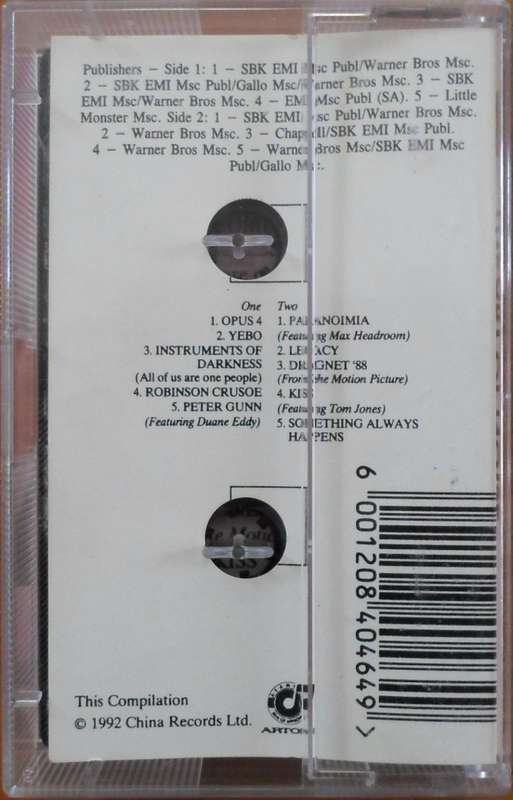 Publishers – Side 1: 1 – SBK EMI Msc Publ/Warner Bros Msc.
2 – SBK EMI Msc Publ/Gallo Msc/Warner Bros Msc. 3 – SBK
EMI Msc/Warner Bros Msc. 4 – EMI Msc Publ (SA). 5 – Little
Monster Msc. Side 2: 1 – SBK EMI Msc Publ/Warner Bros Msc.
2 – Warner Bros Msc. 3 – Chappell/SBK EMI Msc Publ.
4 – Warner Bros Msc. 5 – Warner Bros Msc/SBK EMI Msc
Publ/Gallo Msc.
One
1. OPUS 4
2. YEBO
3. INSTRUMENTS OF
DARKNESS
(All of us are one people)
4. ROBINSON CRUSOE
5. PETER GUNN
(Featuring Duane Eddy)
Two
1. PARANOIMIA
(Featuring Max Headroom)
2. LEGACY
3. DRAGNET '88
(From the Motion Picture)
4. KISS
(Featuring Tom Jones)
5. SOMETHING ALWAYS
HAPPENS
e Motio
KISS
This Compilation
© 1992 China Records Ltd.
6 001208 404649 >